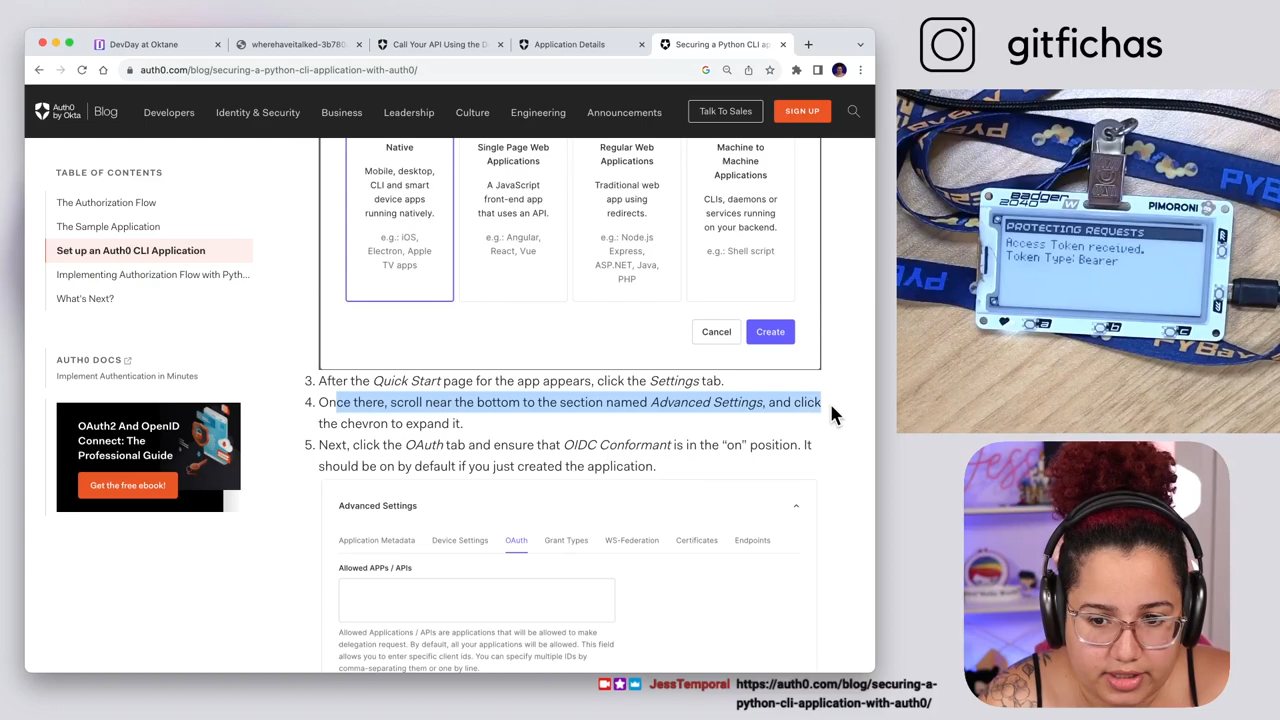 DevDay at Oktane
wherehaveitalked-3b780
Call Your API Using the De
Application Details
Securing a Python CLI ap
auth0.com/blog/securing-a-python-cli-application-with-auth0/
Auth0
by Okta
Blog
Developers
Identity & Security
Business
Leadership
Culture
Engineering
Announcements
Talk To Sales
SIGN UP
TABLE OF CONTENTS
The Authorization Flow
The Sample Application
Set up an Auth0 CLI Application
Implementing Authorization Flow with Pyth...
What's Next?
AUTH0 DOCS
Implement Authentication in Minutes
OAuth2 And OpenID
Connect: The
Professional Guide
Get the free ebook!
Native
Mobile, desktop,
CLI and smart
device apps
running natively.
e.g.: iOS,
Electron, Apple
TV apps
Single Page Web
Applications
A JavaScript
front-end app
that uses an API.
e.g.: Angular,
React, Vue
Regular Web
Applications
Traditional web
app using
redirects.
e.g.: Node.js
Express,
ASP.NET, Java,
PHP
Machine to
Machine
Applications
CLIs, daemons or
services running
on your backend.
e.g.: Shell script
Cancel
Create
3. After the Quick Start page for the app appears, click the Settings tab.
4. Once there, scroll near the bottom to the section named Advanced Settings, and click
the chevron to expand it.
5. Next, click the OAuth tab and ensure that OIDC Conformant is in the “on” position. It
should be on by default if you just created the application.
Advanced Settings
Application Metadata
Device Settings
OAuth
Grant Types
WS-Federation
Certificates
Endpoints
Allowed APPs / APIs
Allowed Applications / APIs are applications that will be allowed to make
delegation request. By default, all your applications will be allowed. This field
allows you to enter specific client ids. You can specify multiple IDs by
comma-separating them or one by line.
gitfichas
Badger
2040 W
PIMORONI
PROTECTING REQUESTS
Access Token received.
Token Type: Bearer
a
b
c
PYBay
JessTemporal https://auth0.com/blog/securing-a-
python-cli-application-with-auth0/